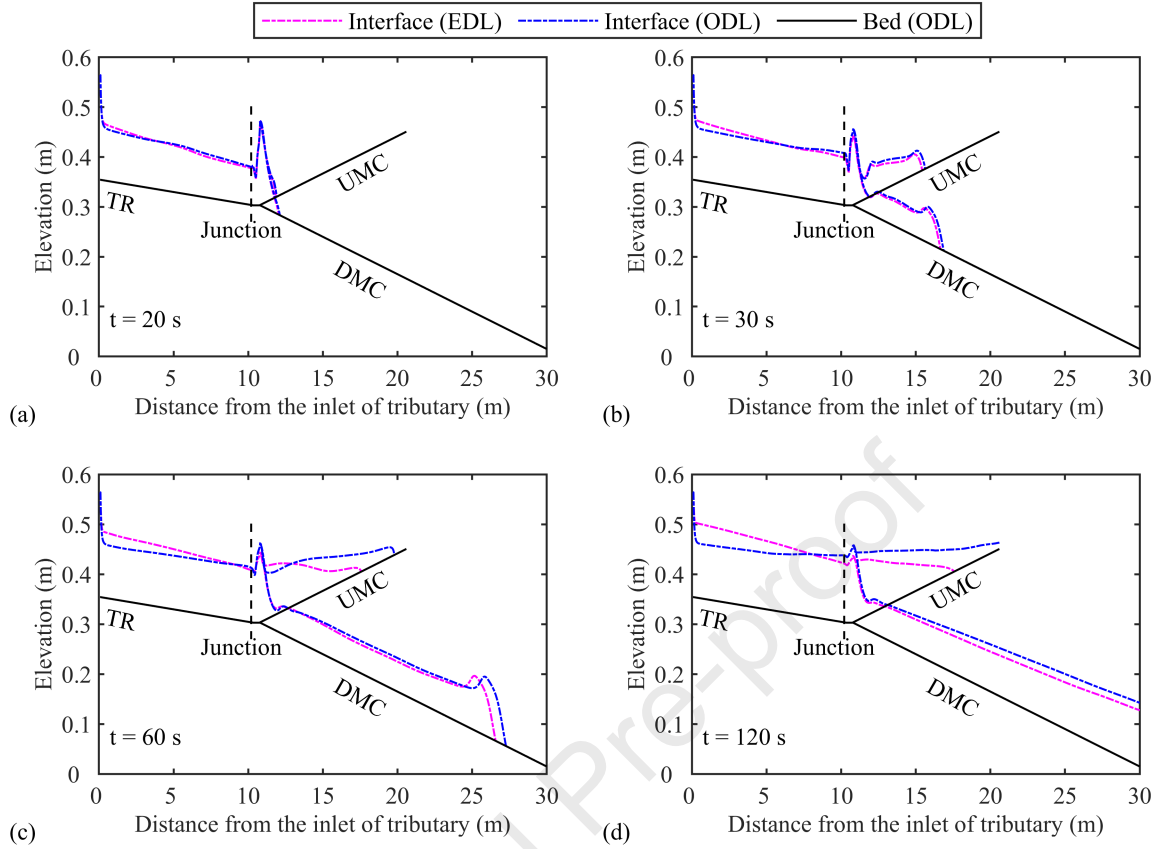 Interface (EDL) Interface (ODL) Bed (ODL)
0.6
0.5
0.4
0.3
0.2
0.1
0
Elevation (m)
TR
Junction
UMC
DMC
t = 20 s
0 5 10 15 20 25 30
(a) Distance from the inlet of tributary (m)
0.6
0.5
0.4
0.3
0.2
0.1
0
Elevation (m)
TR
Junction
UMC
DMC
t = 30 s
0 5 10 15 20 25 30
(b) Distance from the inlet of tributary (m)
0.6
0.5
0.4
0.3
0.2
0.1
0
Elevation (m)
TR
Junction
UMC
DMC
t = 60 s
0 5 10 15 20 25 30
(c) Distance from the inlet of tributary (m)
0.6
0.5
0.4
0.3
0.2
0.1
0
Elevation (m)
TR
Junction
UMC
DMC
t = 120 s
0 5 10 15 20 25 30
(d) Distance from the inlet of tributary (m)
Pre-proof